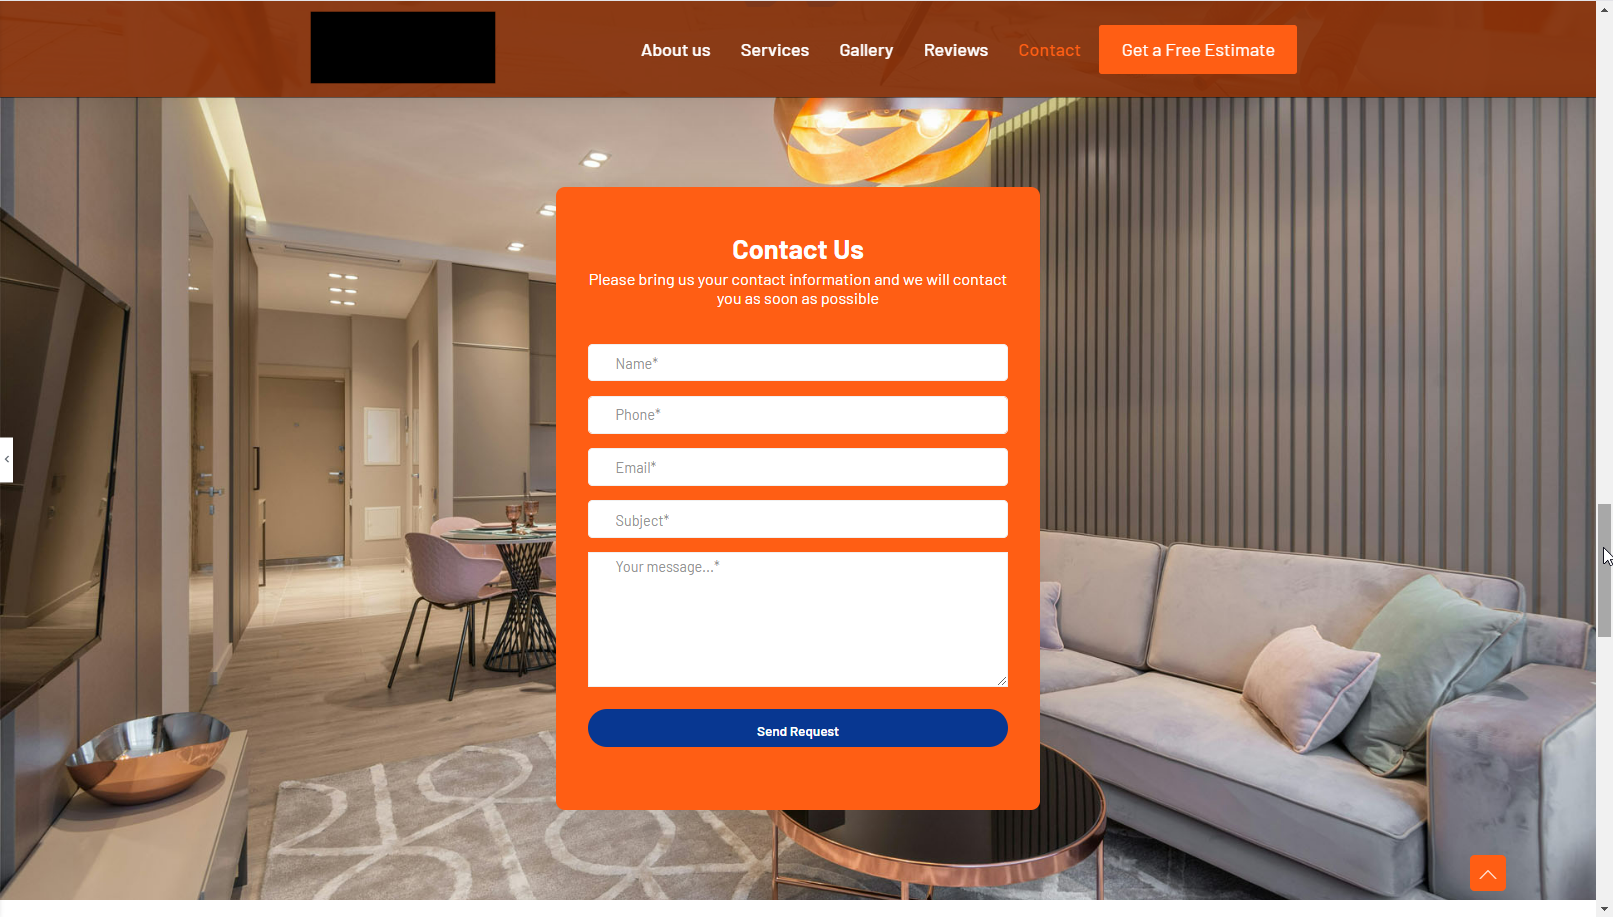 About us Services Gallery Reviews Contact Get a Free Estimate
Contact Us
Please bring us your contact information and we will contact
you as soon as possible
Name*
Phone*
Email*
Subject*
Your message...*
Send Request